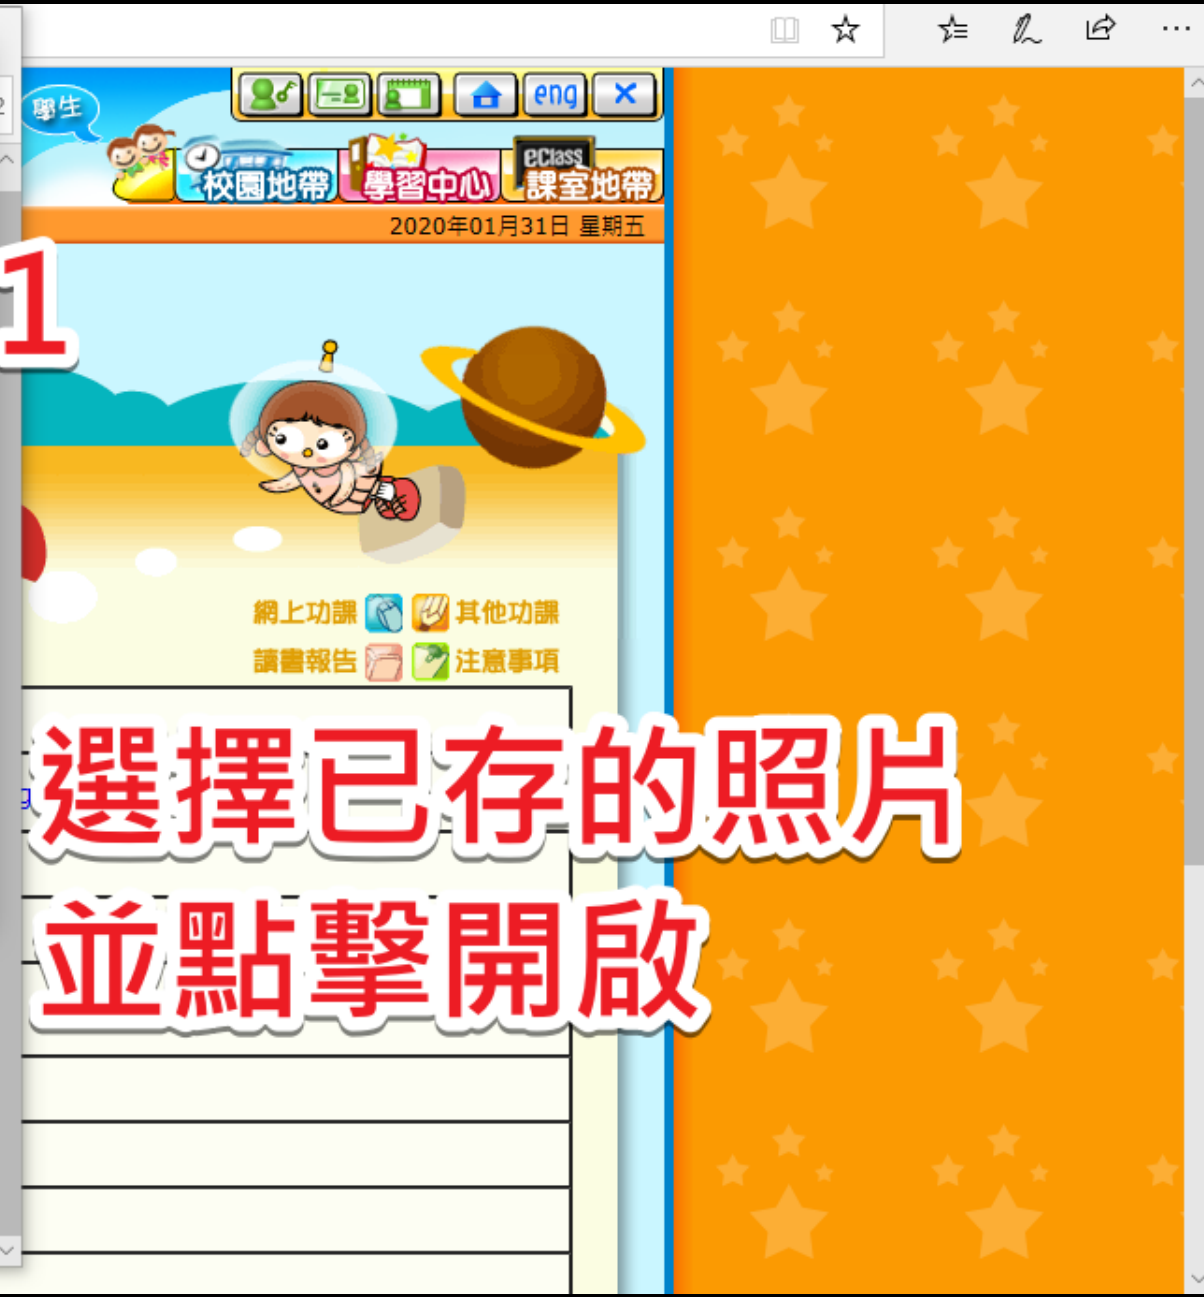 學生
eng
eClass
校園地帶 學習中心 課室地帶
2020年01月31日 星期五
1
網上功課 其他功課
讀書報告 注意事項
選擇已存的照片
並點擊開啟